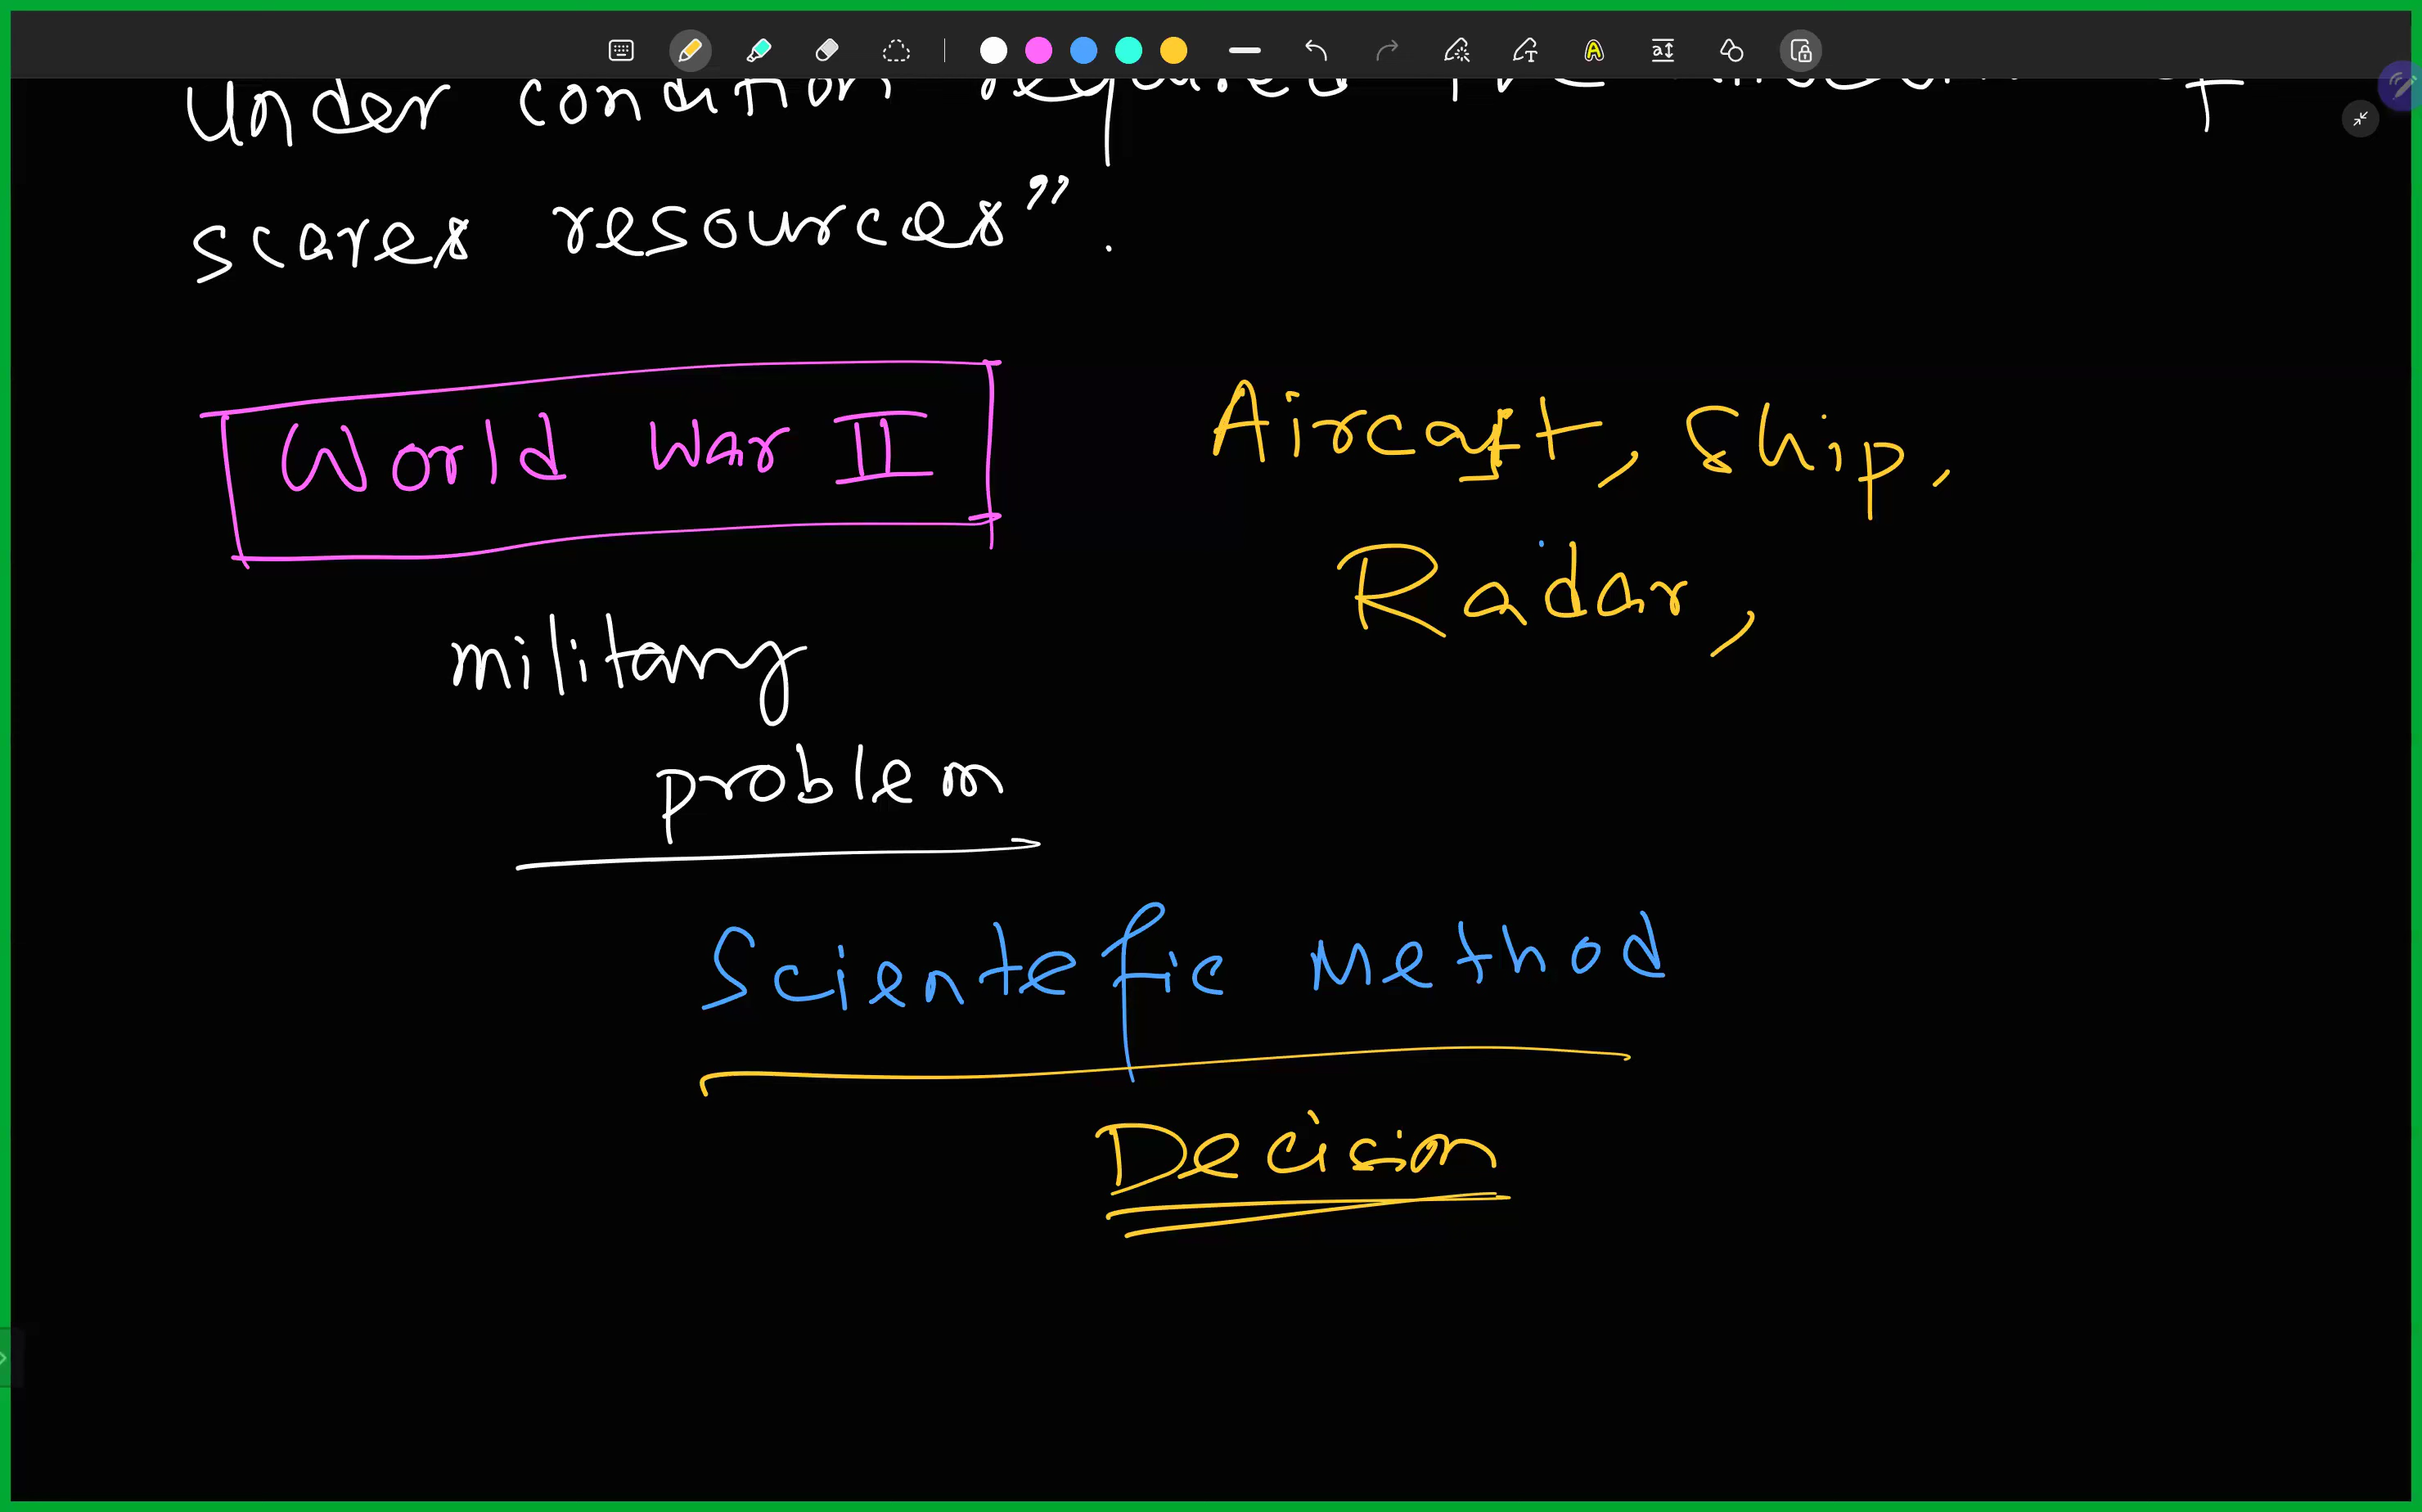 Under condition
scares resources".
World War II
Aircaft, Ship,
Radar,
military
problem
Scientefic Method
Decision